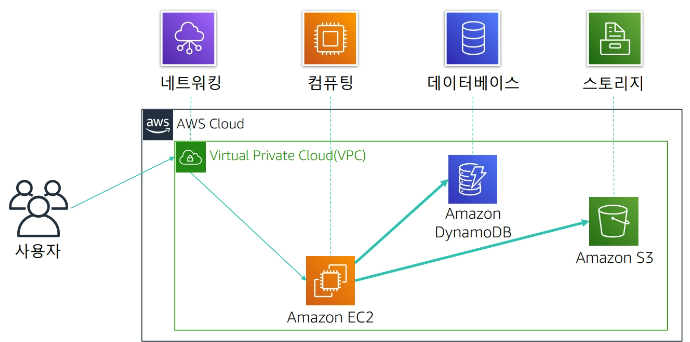 네트워킹
컴퓨팅
데이터베이스
스토리지
aws
AWS Cloud
Virtual Private Cloud(VPC)
사용자
Amazon
DynamoDB
Amazon S3
Amazon EC2